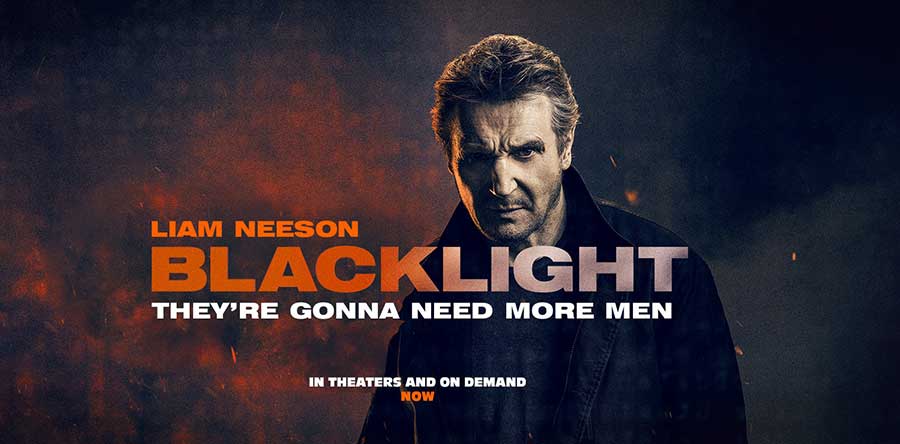 LIAM NEESON
BLACKLIGHT
THEY'RE GONNA NEED MORE MEN
IN THEATERS AND ON DEMAND
NOW